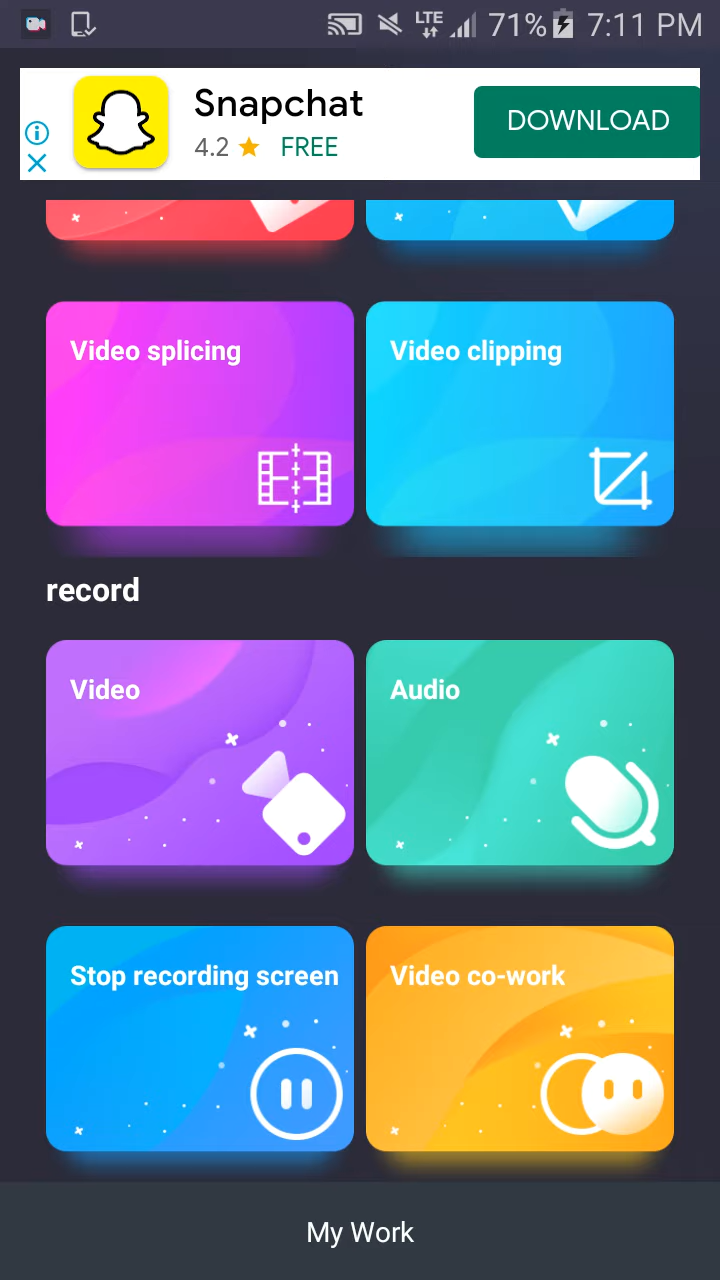 LTE 71% 7:11 PM
Snapchat
4.2 FREE
DOWNLOAD
Video splicing
Video clipping
record
Video
Audio
Stop recording screen
Video co-work
My Work